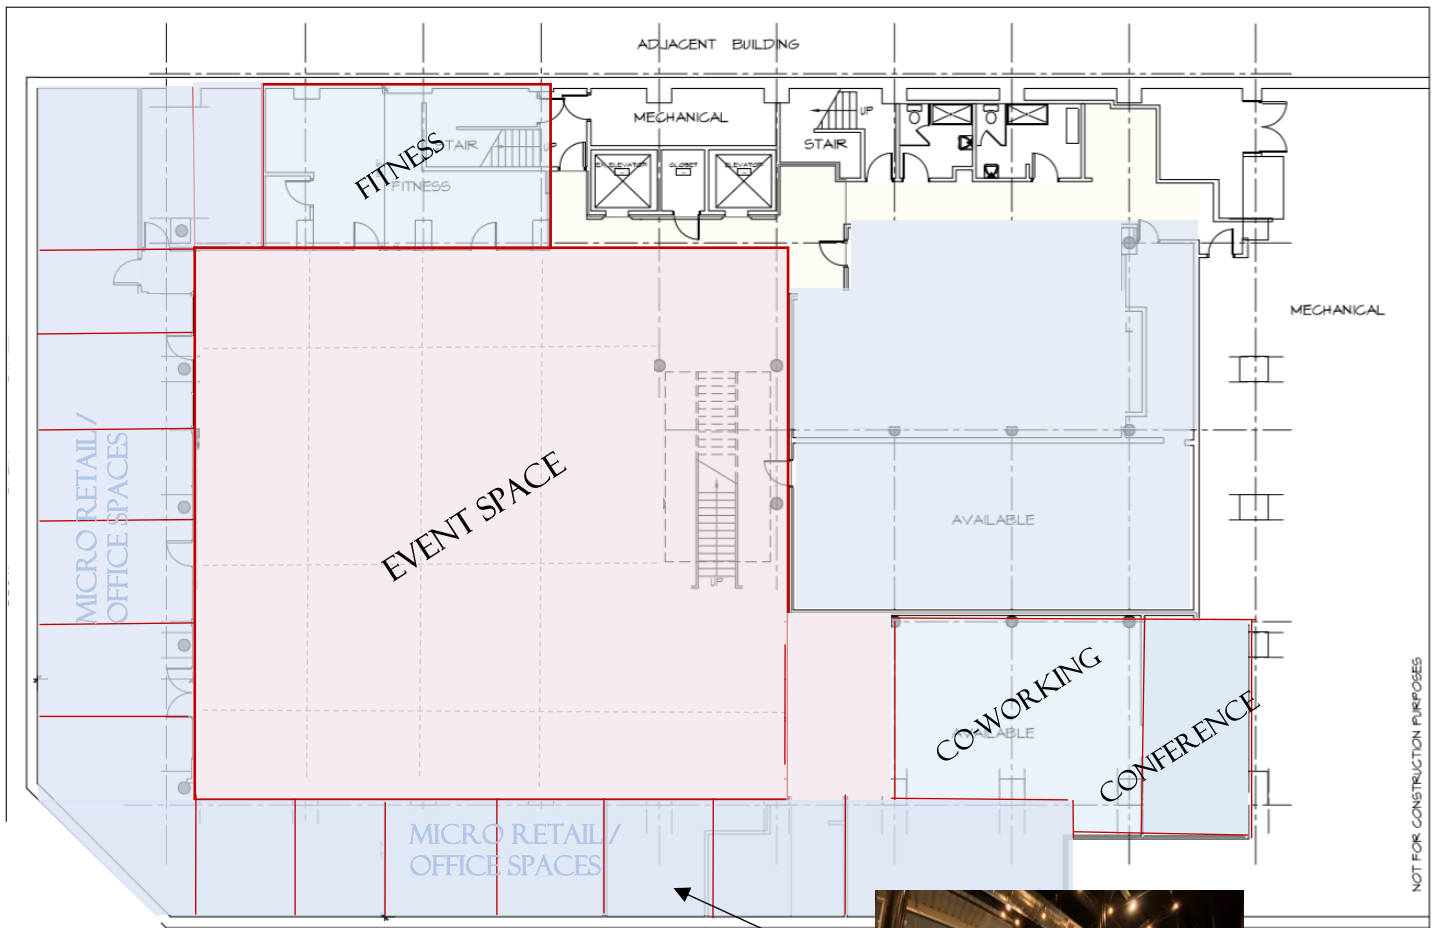 ADJACENT BUILDING
MECHANICAL
UP
STAIR
STAIR
UP
FITNESS
FITNESS
ELEVATOR
CLOSET
ELEVATOR
MECHANICAL
MICRO RETAIL /
OFFICE SPACES
EVENT SPACE
AVAILABLE
UP
CO-WORKING
AVAILABLE
CONFERENCE
MICRO RETAIL /
OFFICE SPACES
NOT FOR CONSTRUCTION PURPOSES